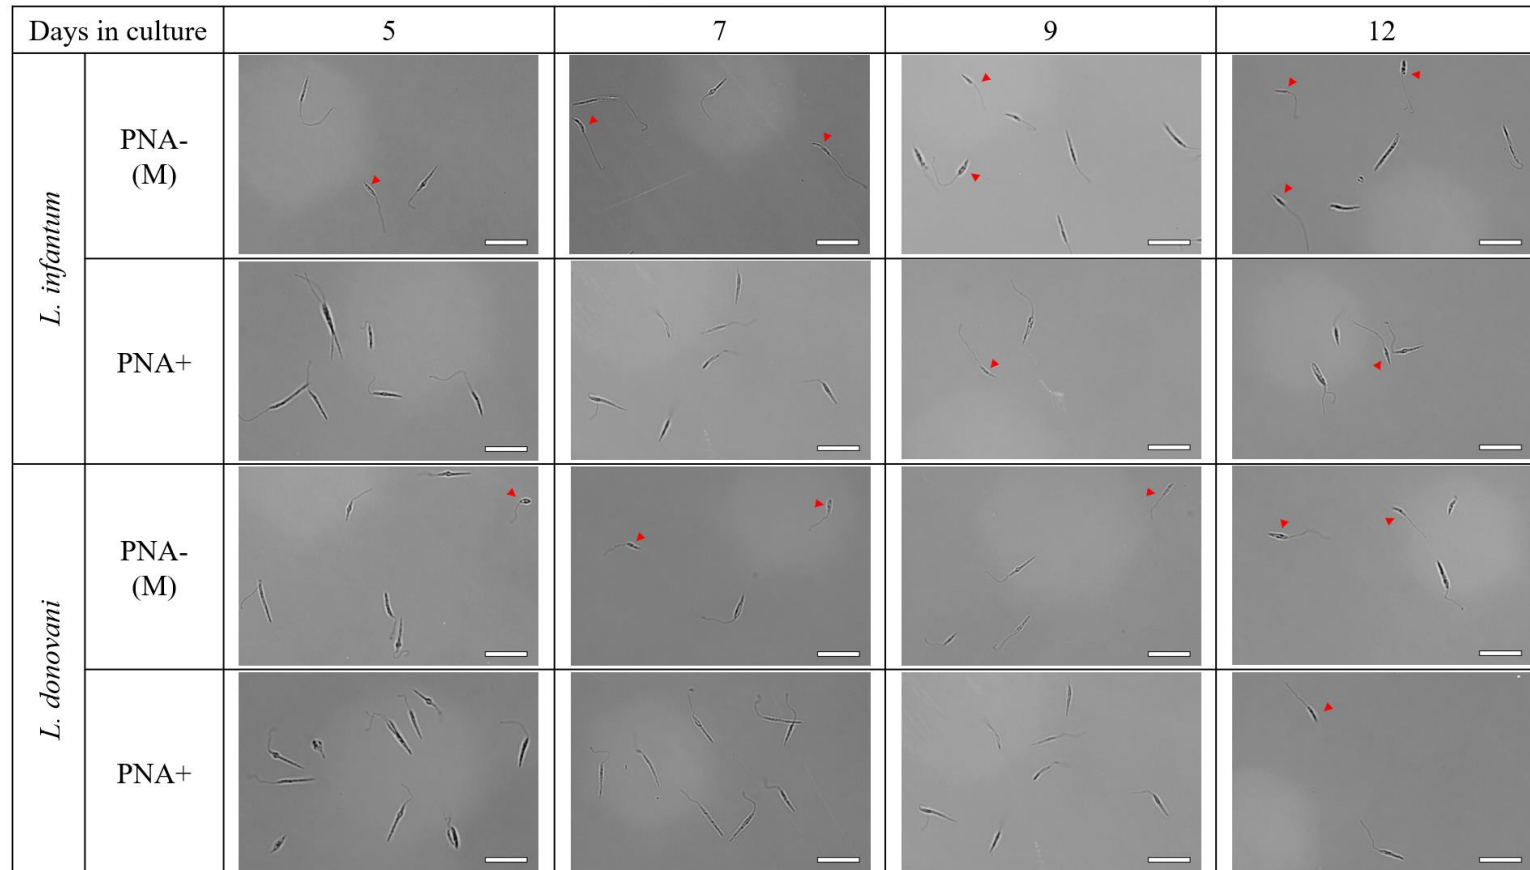 Days in culture 5 7 9 12
L. infantum
PNA-
(M)
PNA+
L. donovani
PNA-
(M)
PNA+